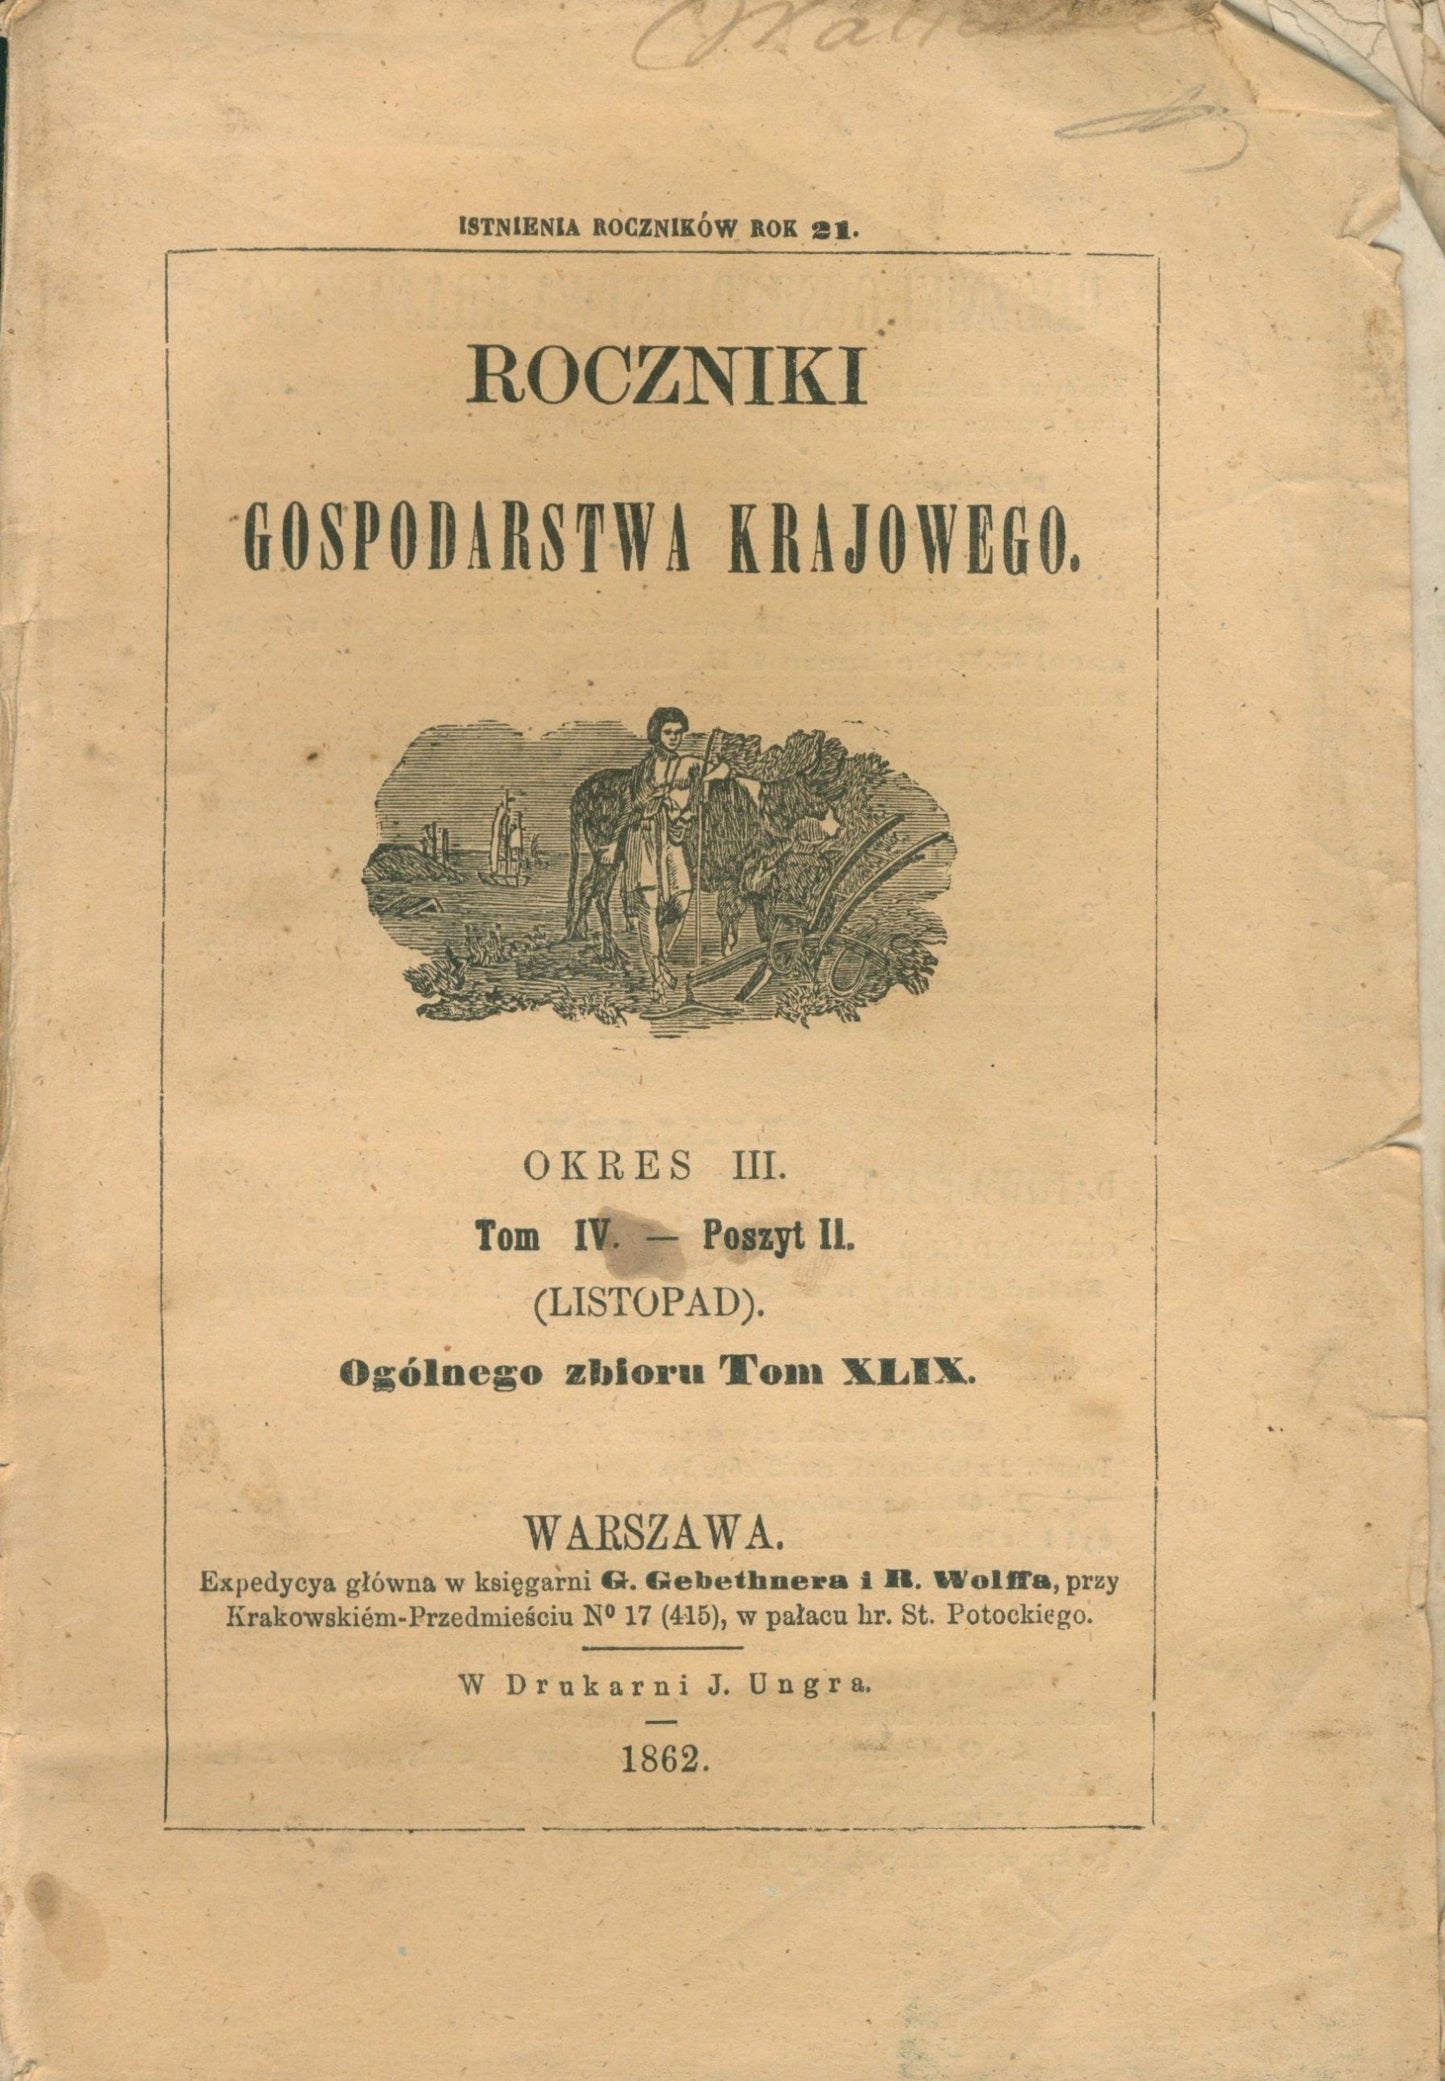 ISTNIENIA ROCZNIKÓW ROK 21.
ROCZNIKI
GOSPODARSTWA KRAJOWEGO.
OKRES III.
Tom IV. — Poszyt II.
(LISTOPAD).
Ogólnego zbioru Tom XLIX.
WARSZAWA.
Expedycya główna w księgarni G. Gebethnera i R. Wolffa, przy
Krakowskiém-Przedmieściu Nº 17 (415), w pałacu hr. St. Potockiego.
W Drukarni J. Ungra.
1862.